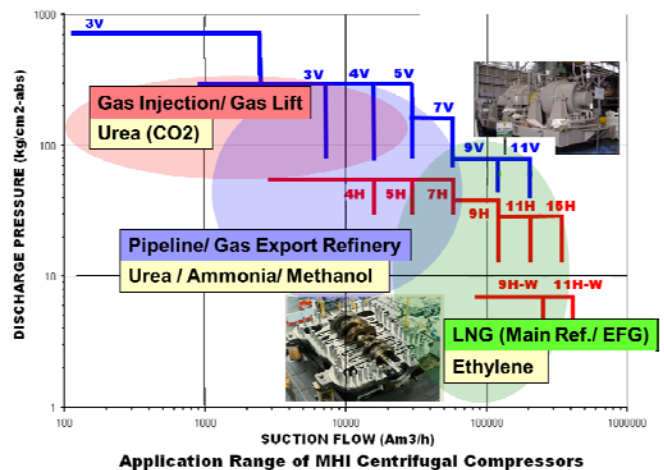 1000
3V
3V 4V 5V
7V
9V 11V
Gas Injection/ Gas Lift
Urea (CO2)
100
4H 5H 7H
9H
11H 15H
Pipeline/ Gas Export Refinery
Urea / Ammonia/ Methanol
10
9H-W 11H-W
LNG (Main Ref./ EFG)
Ethylene
1
100 1000 10000 100000 1000000
DISCHARGE PRESSURE (kg/cm2-abs)
SUCTION FLOW (Am3/h)
Application Range of MHI Centrifugal Compressors